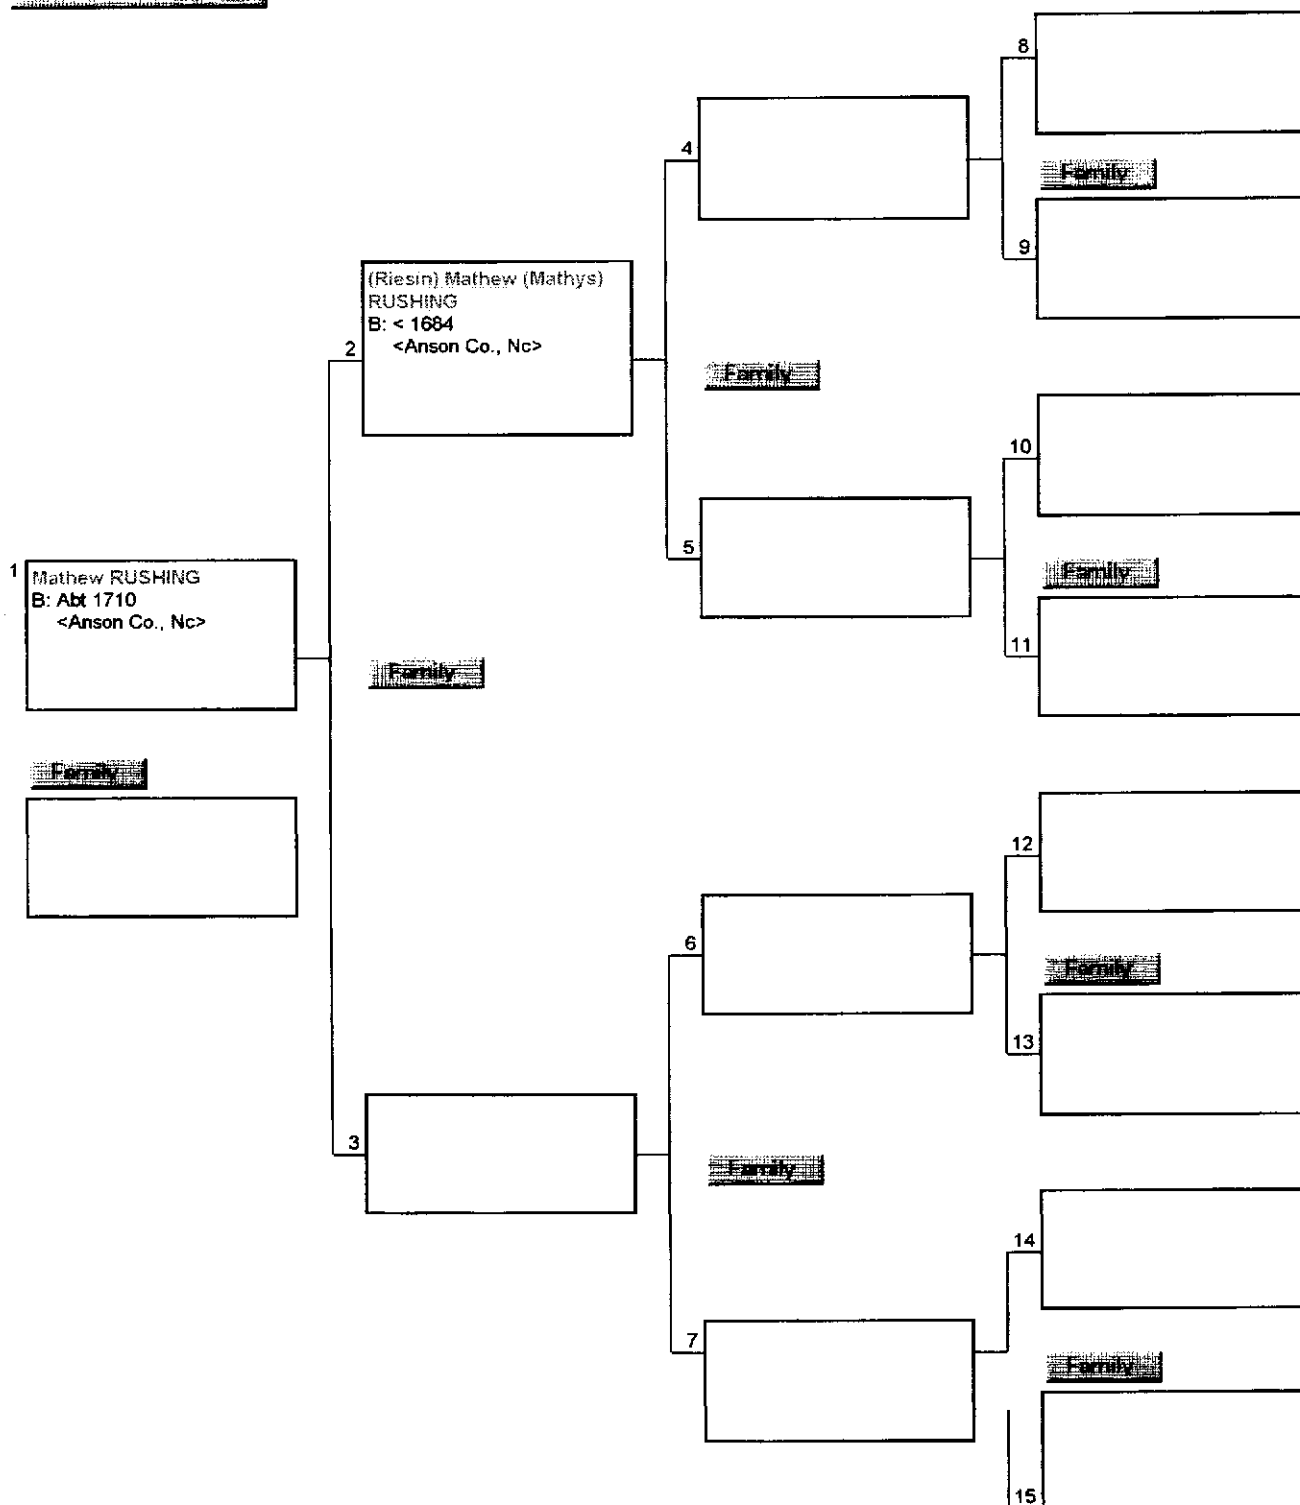 8
4
Family
9
(Riesin) Mathew (Mathys)
RUSHING
B: < 1684
<Anson Co., Nc>
2
Family
10
5
1
Mathew RUSHING
B: Abt 1710
<Anson Co., Nc>
Family
11
Family
Family
12
6
Family
13
3
Family
14
7
Family
15